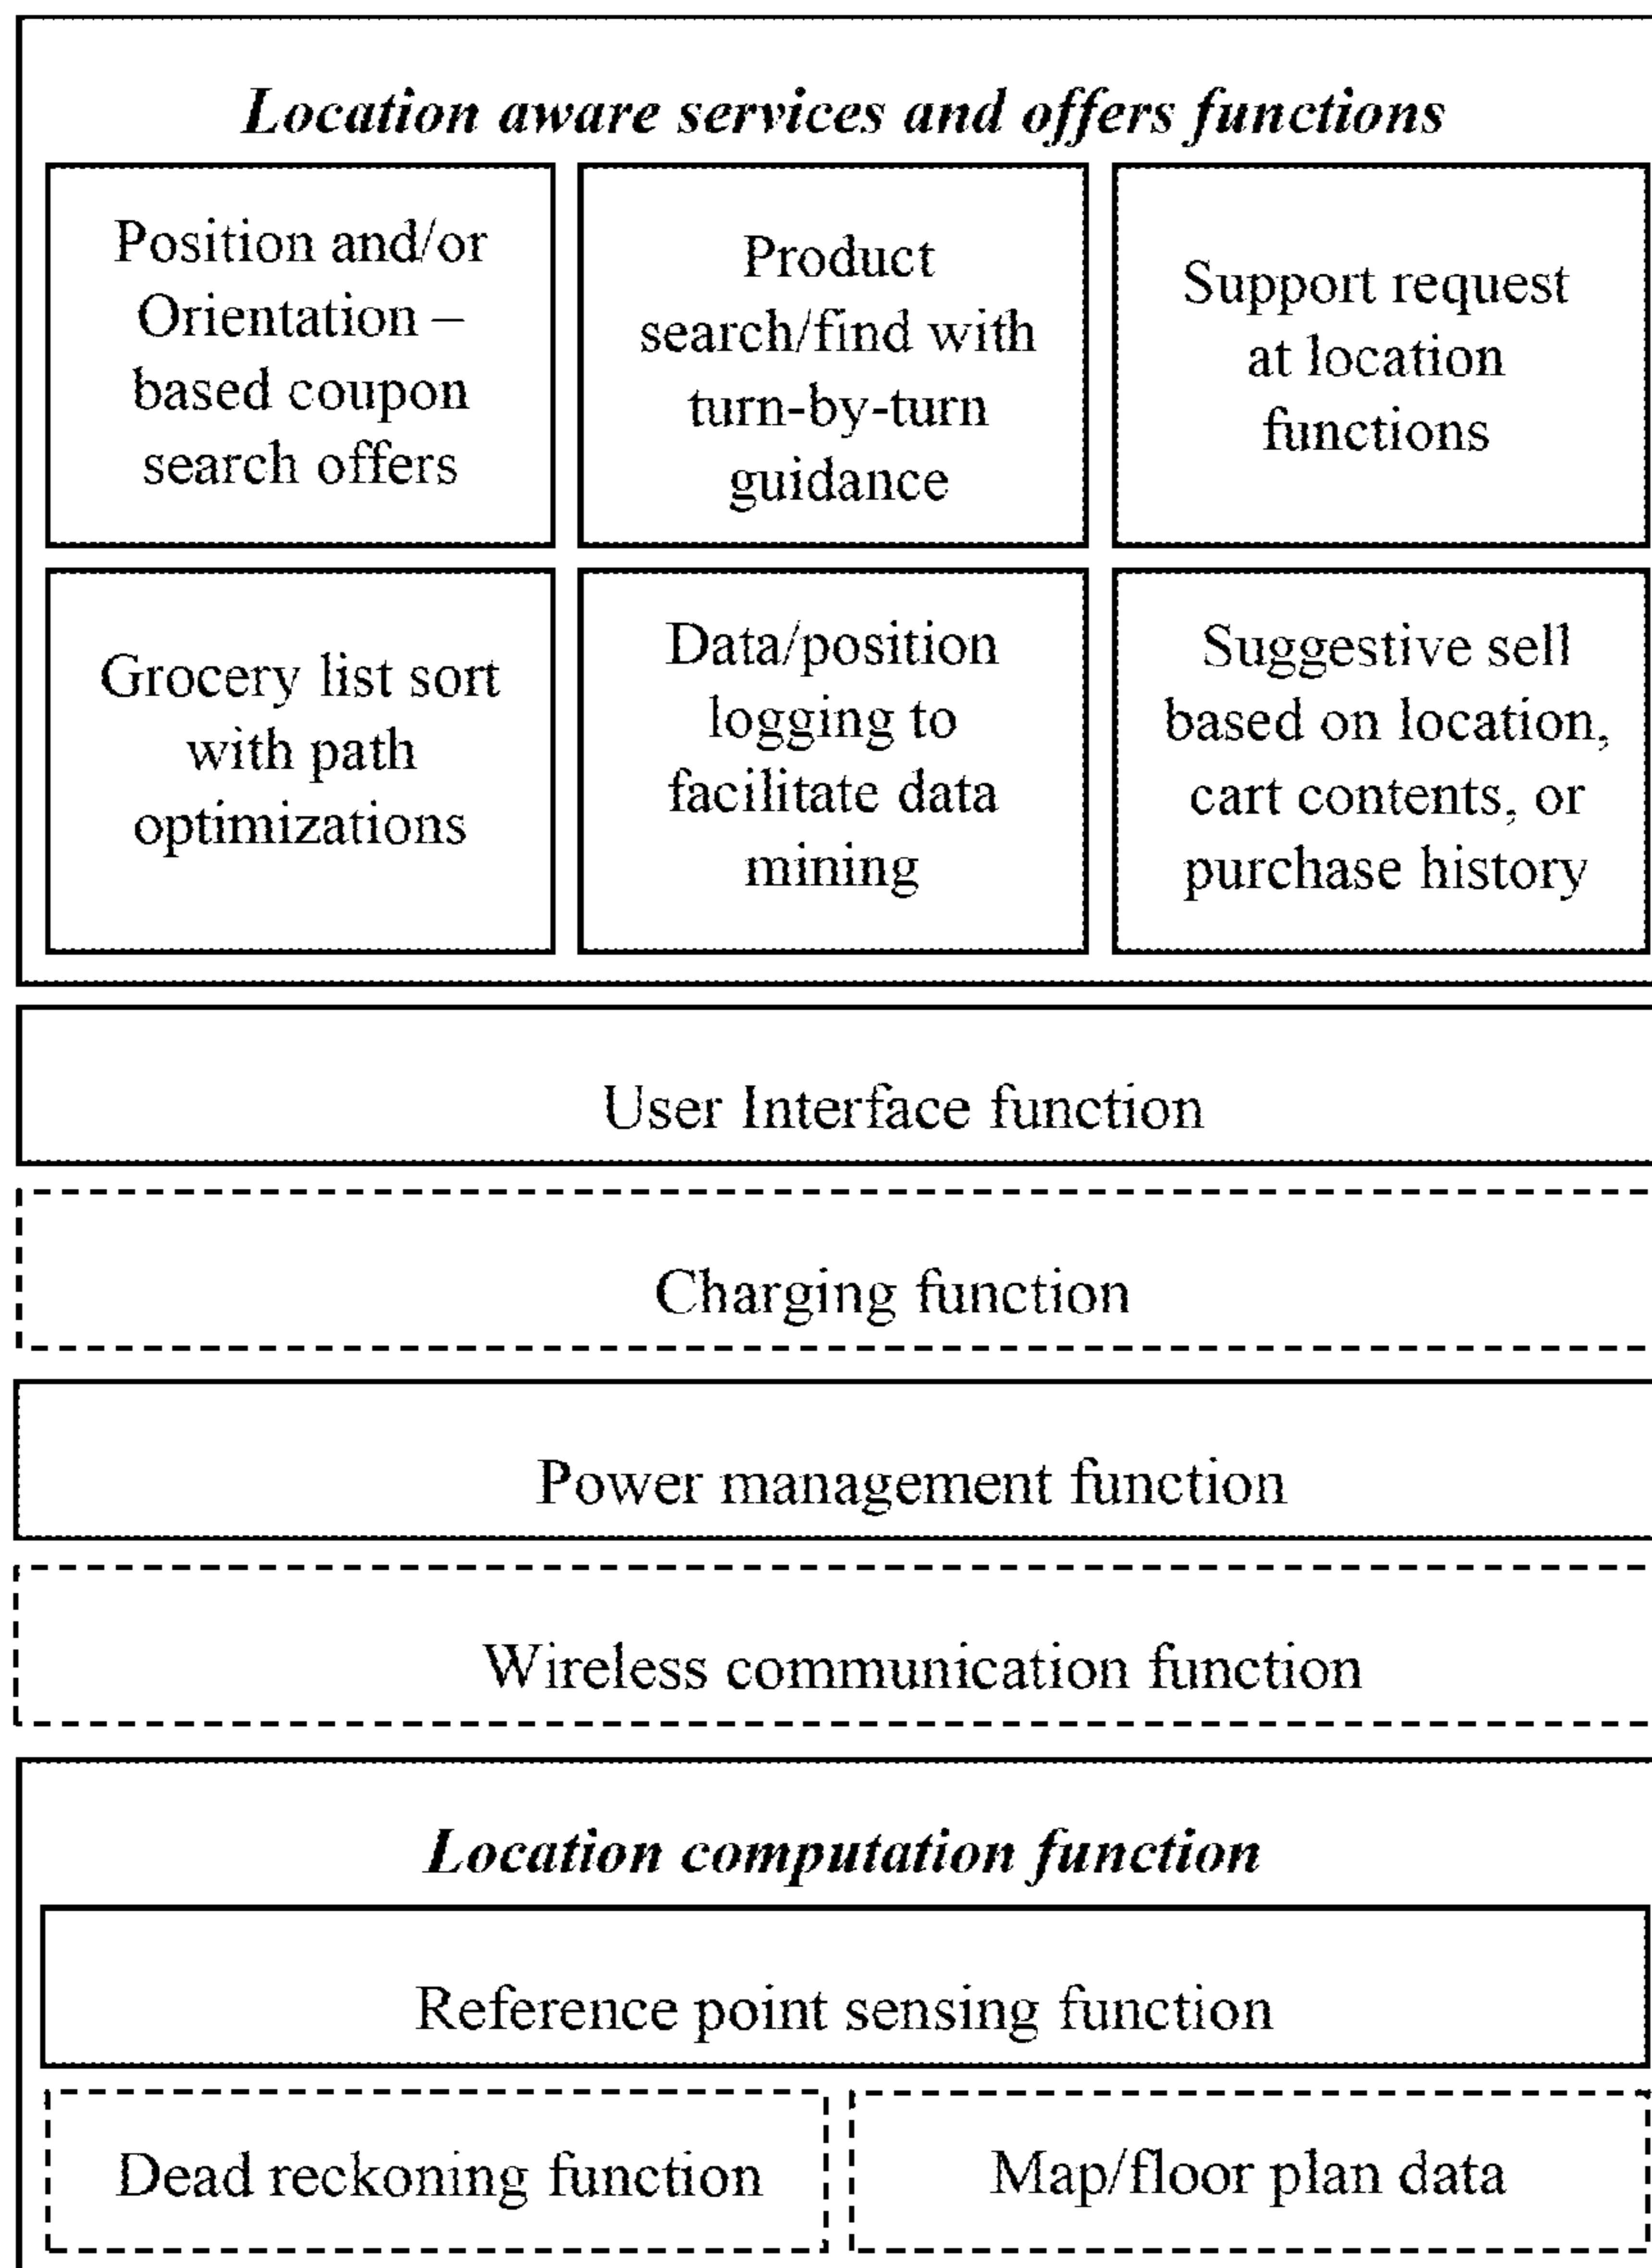 Location aware services and offers functions
Position and/or
Orientation –
based coupon
search offers
Product
search/find with
turn-by-turn
guidance
Support request
at location
functions
Grocery list sort
with path
optimizations
Data/position
logging to
facilitate data
mining
Suggestive sell
based on location,
cart contents, or
purchase history
User Interface function
Charging function
Power management function
Wireless communication function
Location computation function
Reference point sensing function
Dead reckoning function
Map/floor plan data